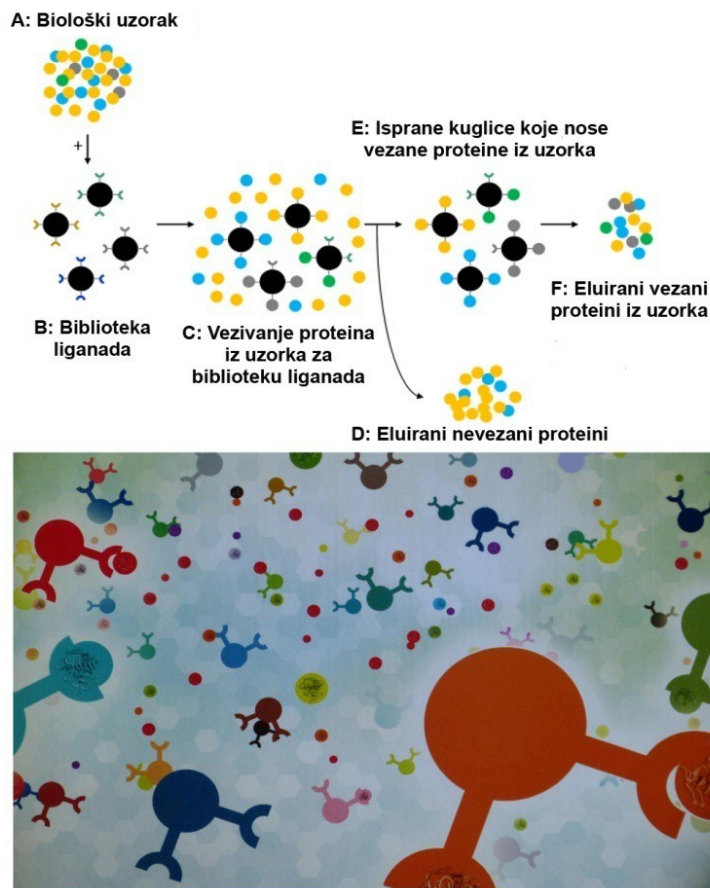 A: Biološki uzorak
+
E: Isprane kuglice koje nose
vezane proteine iz uzorka
B: Biblioteka
liganada
C: Vezivanje proteina
iz uzorka za
biblioteku liganada
F: Eluirani vezani
proteini iz uzorka
D: Eluirani nevezani proteini